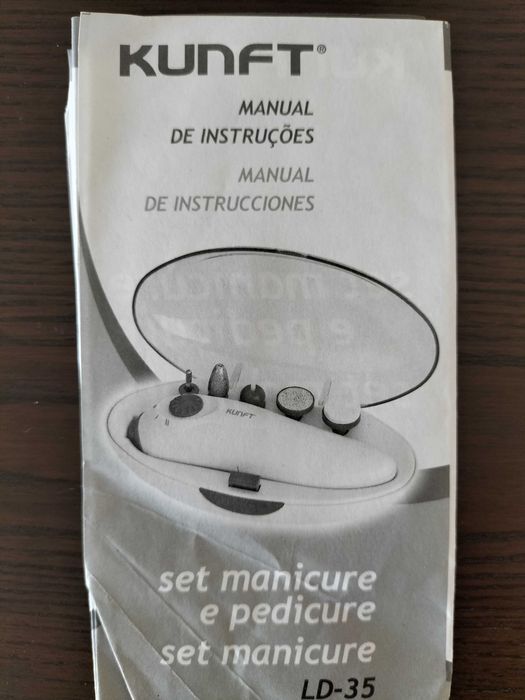 KUNFT®
MANUAL
DE INSTRUÇÕES
MANUAL
DE INSTRUCCIONES
KUNFT
set manicure
e pedicure
set manicure
LD-35